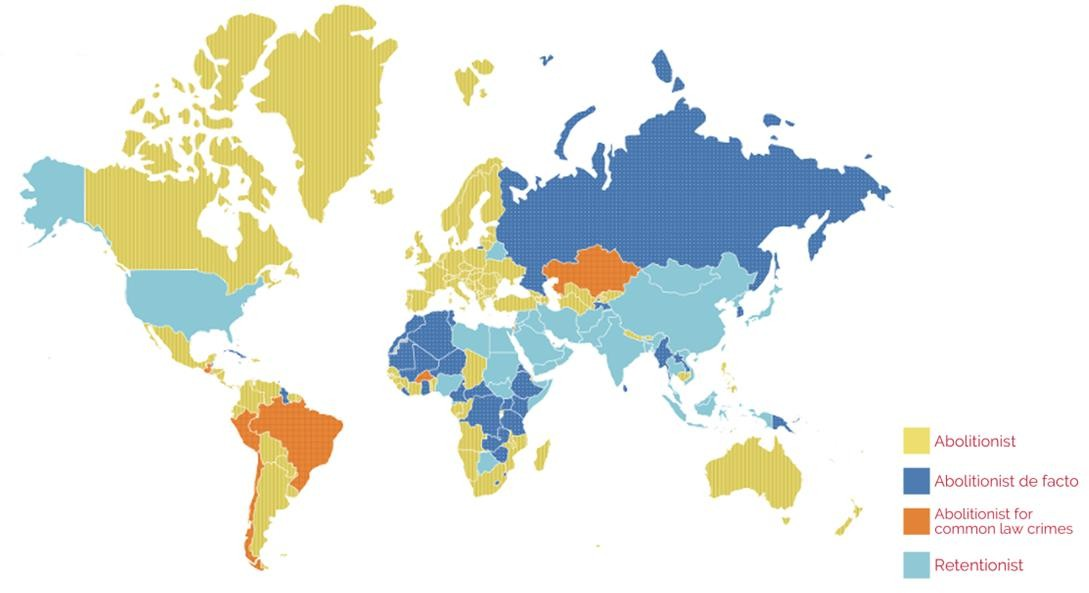 Abolitionist
Abolitionist de facto
Abolitionist for
common law crimes
Retentionist